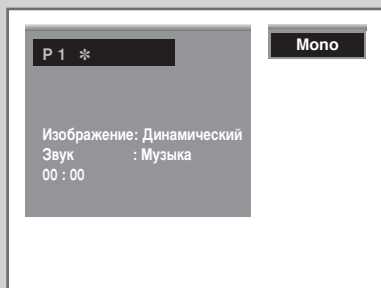 P 1 ✻
Mono
Изображение: Динамический
Звук : Музыка
00 : 00